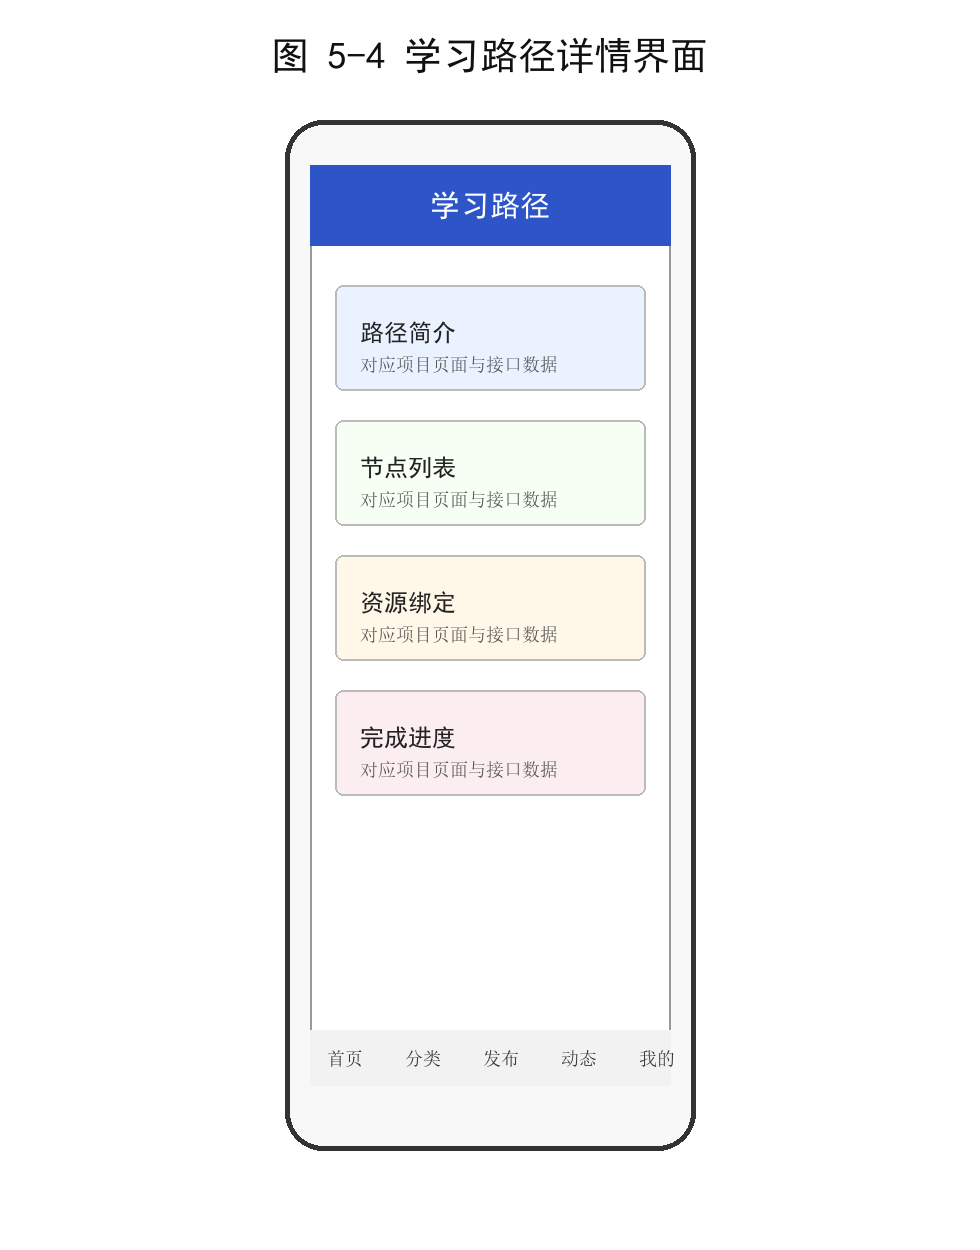 图 5-4 学习路径详情界面
学习路径
路径简介
对应项目页面与接口数据
节点列表
对应项目页面与接口数据
资源绑定
对应项目页面与接口数据
完成进度
对应项目页面与接口数据
首页 分类 发布 动态 我的